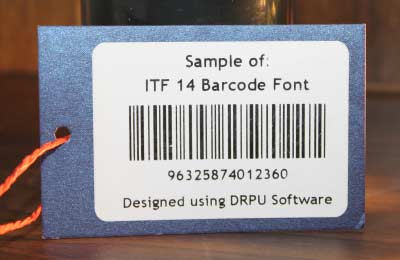 Sample of:
ITF 14 Barcode Font
96325874012360
Designed using DRPU Software